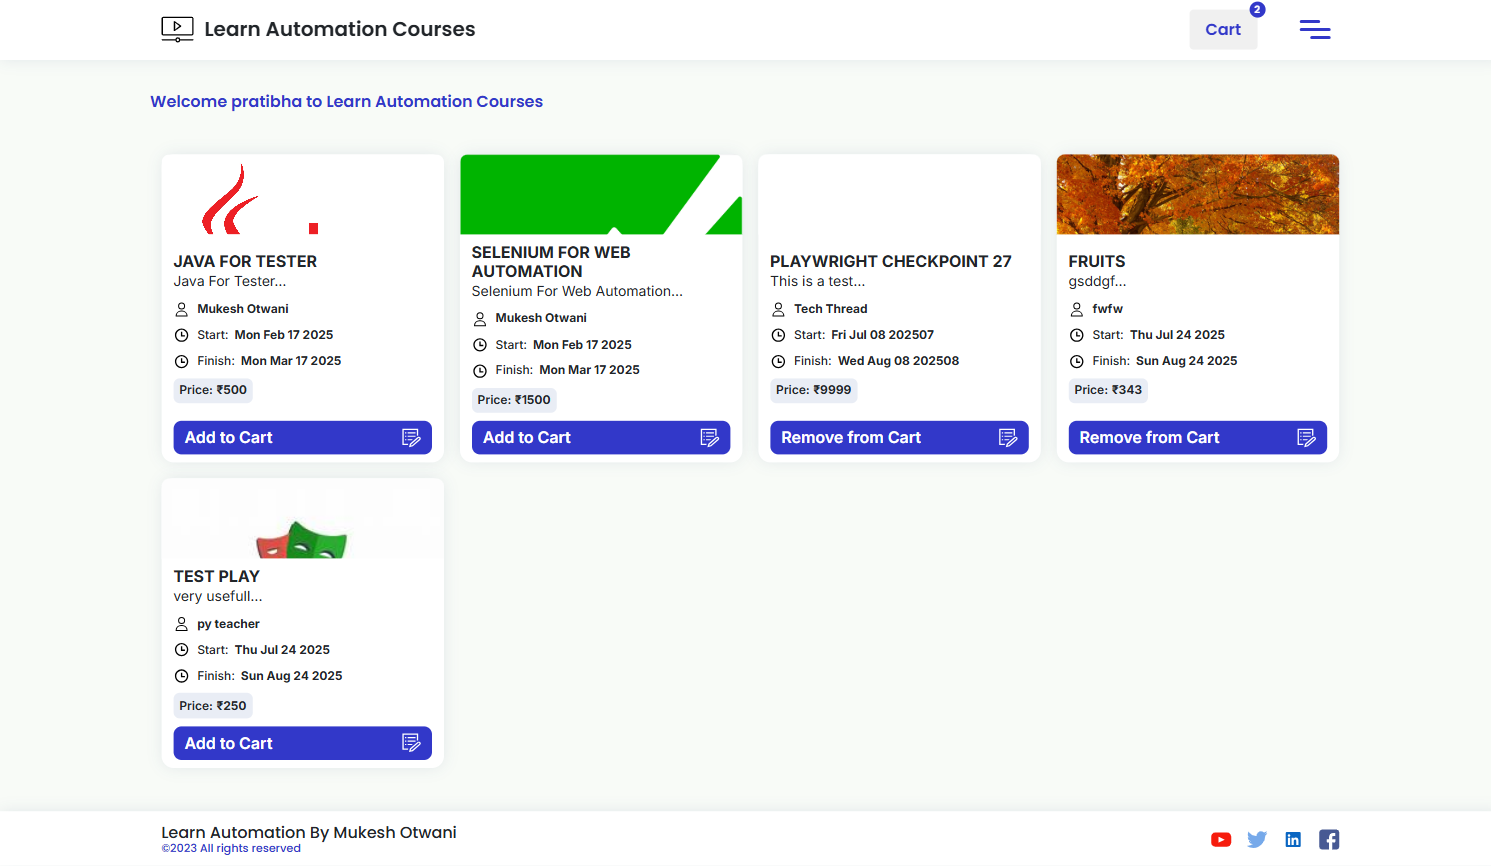 Learn Automation Courses
Cart
2
Welcome pratibha to Learn Automation Courses
JAVA FOR TESTER
Java For Tester...
Mukesh Otwani
Start: Mon Feb 17 2025
Finish: Mon Mar 17 2025
Price: ₹500
Add to Cart
SELENIUM FOR WEB
AUTOMATION
Selenium For Web Automation...
Mukesh Otwani
Start: Mon Feb 17 2025
Finish: Mon Mar 17 2025
Price: ₹1500
Add to Cart
PLAYWRIGHT CHECKPOINT 27
This is a test...
Tech Thread
Start: Fri Jul 08 202507
Finish: Wed Aug 08 202508
Price: ₹9999
Remove from Cart
FRUITS
gsddgf...
fwfw
Start: Thu Jul 24 2025
Finish: Sun Aug 24 2025
Price: ₹343
Remove from Cart
TEST PLAY
very usefull...
py teacher
Start: Thu Jul 24 2025
Finish: Sun Aug 24 2025
Price: ₹250
Add to Cart
Learn Automation By Mukesh Otwani
©2023 All rights reserved